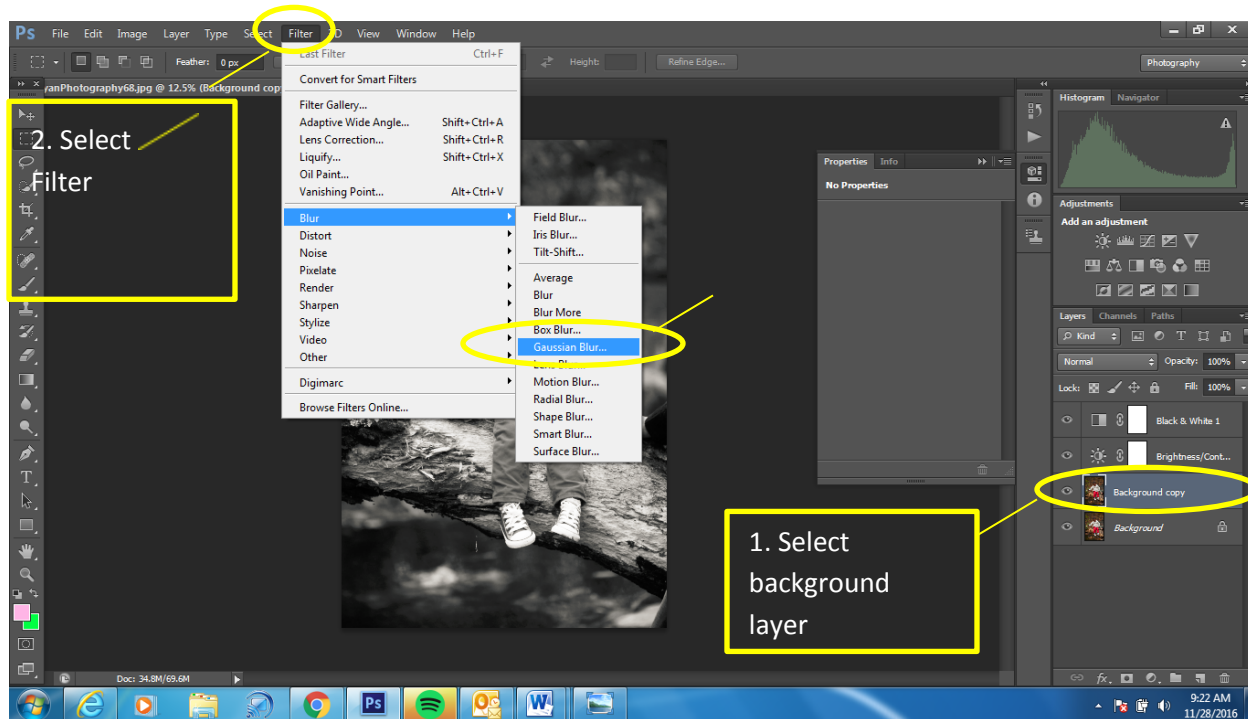 Ps File Edit Image Layer Type Select Filter 3D View Window Help
Feather: 0 px Height: Refine Edge... Photography
yanPhotography68.jpg @ 12.5% (Background cop
2. Select
Filter
Last Filter Ctrl+F
Convert for Smart Filters
Filter Gallery...
Adaptive Wide Angle... Shift+Ctrl+A
Lens Correction... Shift+Ctrl+R
Liquify... Shift+Ctrl+X
Oil Paint...
Vanishing Point... Alt+Ctrl+V
Blur
Distort
Noise
Pixelate
Render
Sharpen
Stylize
Video
Other
Digimarc
Browse Filters Online...
Field Blur...
Iris Blur...
Tilt-Shift...
Average
Blur
Blur More
Box Blur...
Gaussian Blur...
Lens Blur...
Motion Blur...
Radial Blur...
Shape Blur...
Smart Blur...
Surface Blur...
Properties Info
No Properties
Histogram Navigator
Adjustments
Add an adjustment
Layers Channels Paths
Kind
Normal Opacity: 100%
Lock: Fill: 100%
Black & White 1
Brightness/Cont...
Background copy
Background
1. Select
background
layer
Doc: 34.8M/69.6M
9:22 AM
11/28/2016